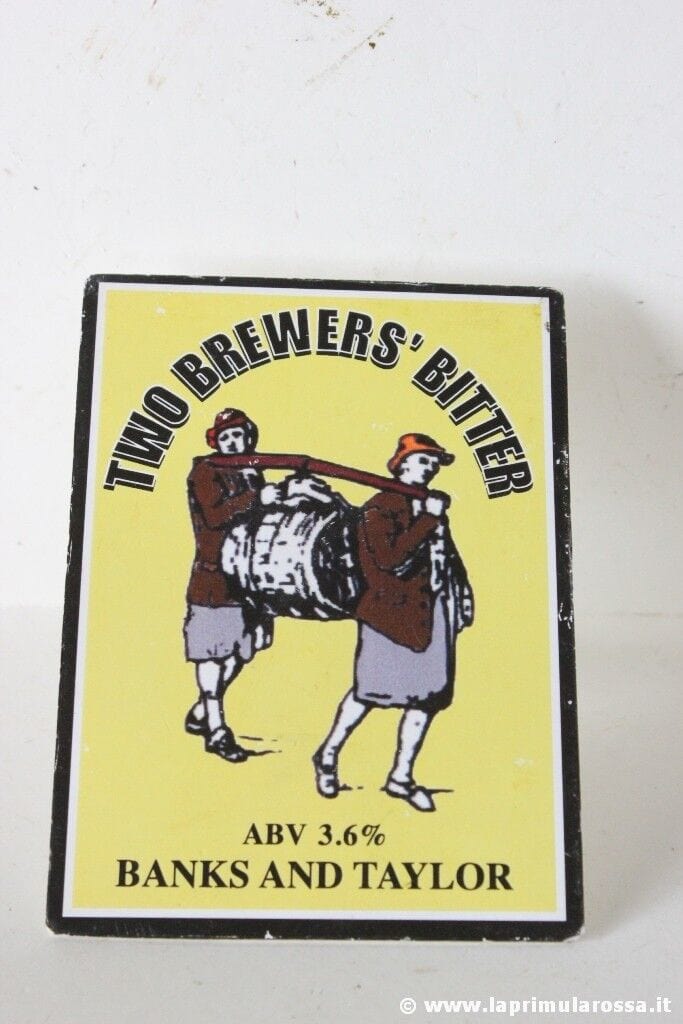 TWO BREWERS' BITTER
ABV 3.6%
BANKS AND TAYLOR
© www.laprimularossa.it